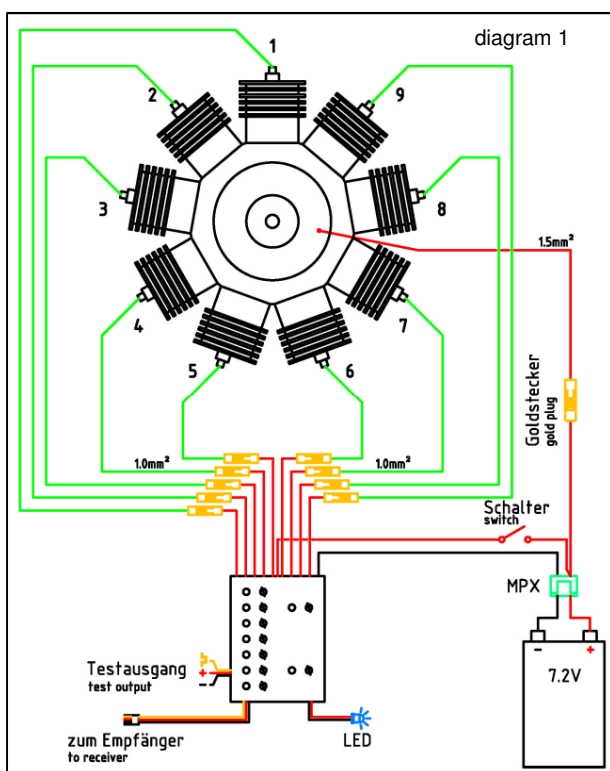 diagram 1
1
2
9
3
8
1.5mm²
4
7
5
6
Goldstecker
gold plug
1.0mm²
1.0mm²
Schalter
switch
MPX
- +
7.2V
Testausgang
test output
+
-
zum Empfänger
to receiver
LED